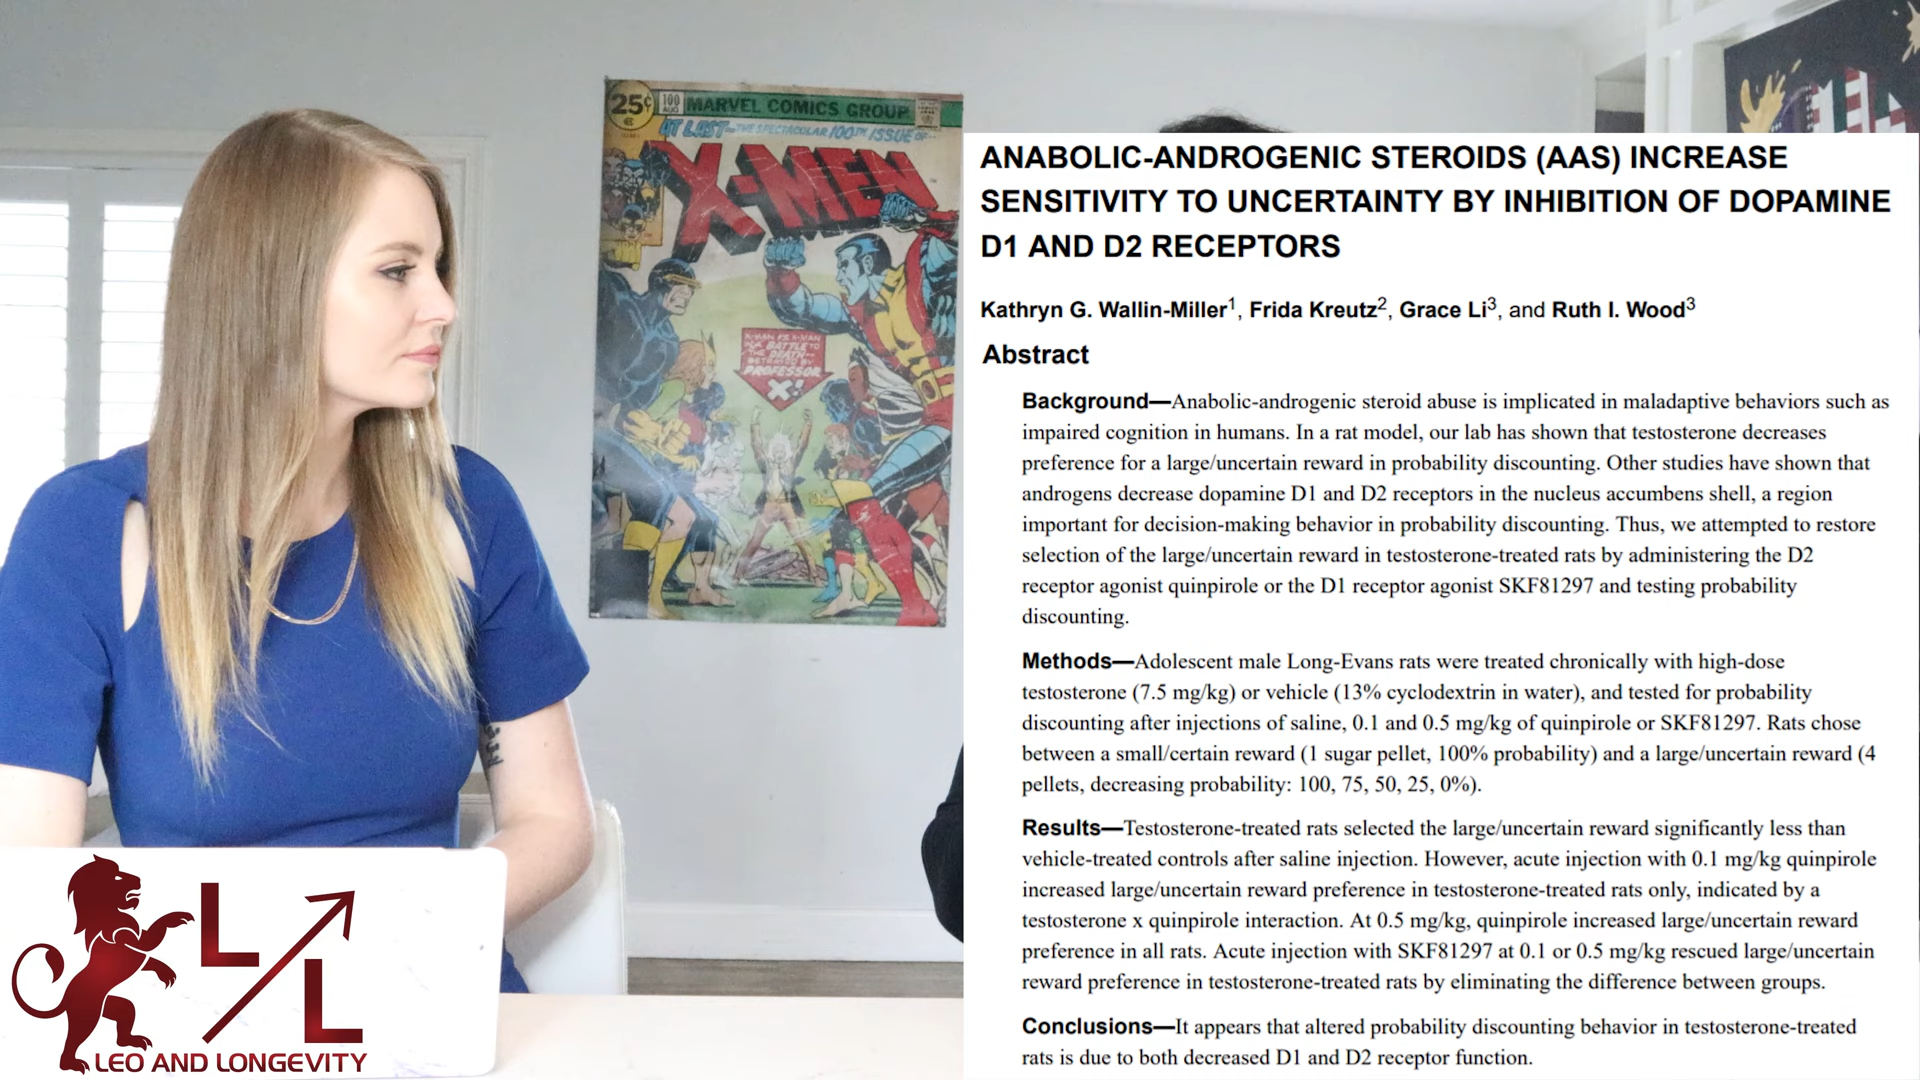 25¢
100
AUG
MARVEL COMICS GROUP
AT LAST--THE SPECTACULAR 100TH ISSUE OF--
X-MEN
X-MAN VS X-MAN
IN A BATTLE TO
THE DEATH--
BETRAYED BY
PROFESSOR
X!
ANABOLIC-ANDROGENIC STEROIDS (AAS) INCREASE
SENSITIVITY TO UNCERTAINTY BY INHIBITION OF DOPAMINE
D1 AND D2 RECEPTORS
Kathryn G. Wallin-Miller1, Frida Kreutz2, Grace Li3, and Ruth I. Wood3
Abstract
Background—Anabolic-androgenic steroid abuse is implicated in maladaptive behaviors such as
impaired cognition in humans. In a rat model, our lab has shown that testosterone decreases
preference for a large/uncertain reward in probability discounting. Other studies have shown that
androgens decrease dopamine D1 and D2 receptors in the nucleus accumbens shell, a region
important for decision-making behavior in probability discounting. Thus, we attempted to restore
selection of the large/uncertain reward in testosterone-treated rats by administering the D2
receptor agonist quinpirole or the D1 receptor agonist SKF81297 and testing probability
discounting.
Methods—Adolescent male Long-Evans rats were treated chronically with high-dose
testosterone (7.5 mg/kg) or vehicle (13% cyclodextrin in water), and tested for probability
discounting after injections of saline, 0.1 and 0.5 mg/kg of quinpirole or SKF81297. Rats chose
between a small/certain reward (1 sugar pellet, 100% probability) and a large/uncertain reward (4
pellets, decreasing probability: 100, 75, 50, 25, 0%).
Results—Testosterone-treated rats selected the large/uncertain reward significantly less than
vehicle-treated controls after saline injection. However, acute injection with 0.1 mg/kg quinpirole
increased large/uncertain reward preference in testosterone-treated rats only, indicated by a
testosterone x quinpirole interaction. At 0.5 mg/kg, quinpirole increased large/uncertain reward
preference in all rats. Acute injection with SKF81297 at 0.1 or 0.5 mg/kg rescued large/uncertain
reward preference in testosterone-treated rats by eliminating the difference between groups.
Conclusions—It appears that altered probability discounting behavior in testosterone-treated
rats is due to both decreased D1 and D2 receptor function.
L
L
LEO AND LONGEVITY